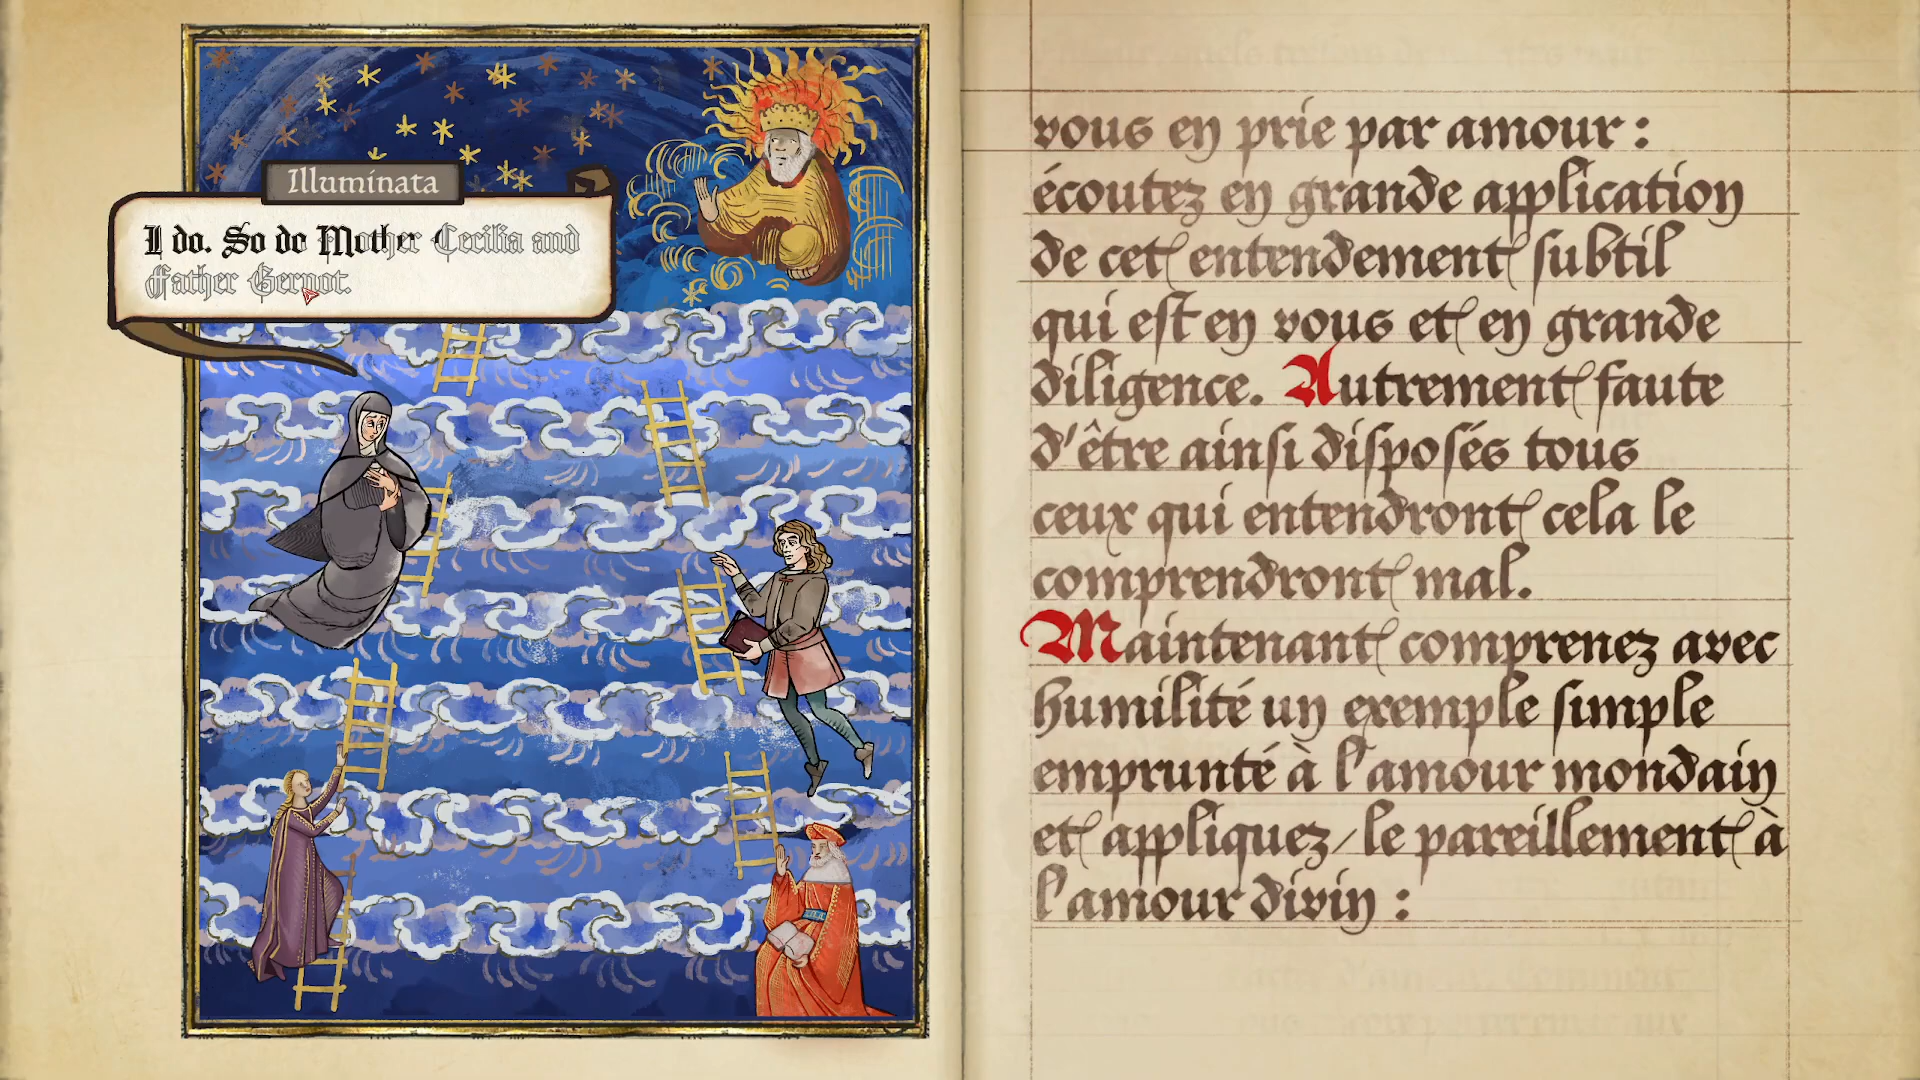 Illuminata
I do. So do Mother Cecilia and
Father Gernot.
vous en prie par amour :
écoutez en grande application
de cet entendement subtil
qui est en vous et en grande
diligence. Autrement faute
d'être ainsi disposés tous
ceux qui entendront cela le
comprendront mal.
Maintenant comprenez avec
humilité un exemple simple
emprunté à l'amour mondain
et appliquez-le pareillement à
l'amour divin :